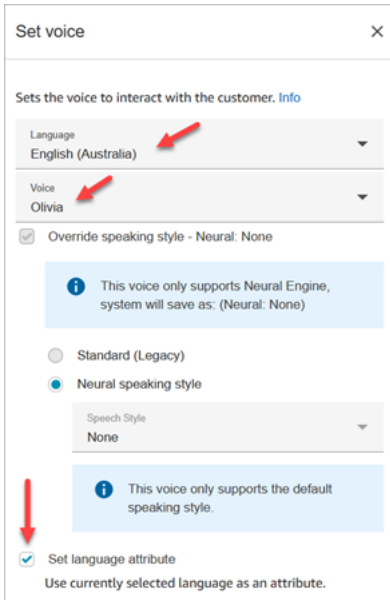 Set voice
Sets the voice to interact with the customer. Info
Language
English (Australia)
Voice
Olivia
Override speaking style - Neural: None
This voice only supports Neural Engine,
system will save as: (Neural: None)
Standard (Legacy)
Neural speaking style
Speech Style
None
This voice only supports the default
speaking style.
Set language attribute
Use currently selected language as an attribute.